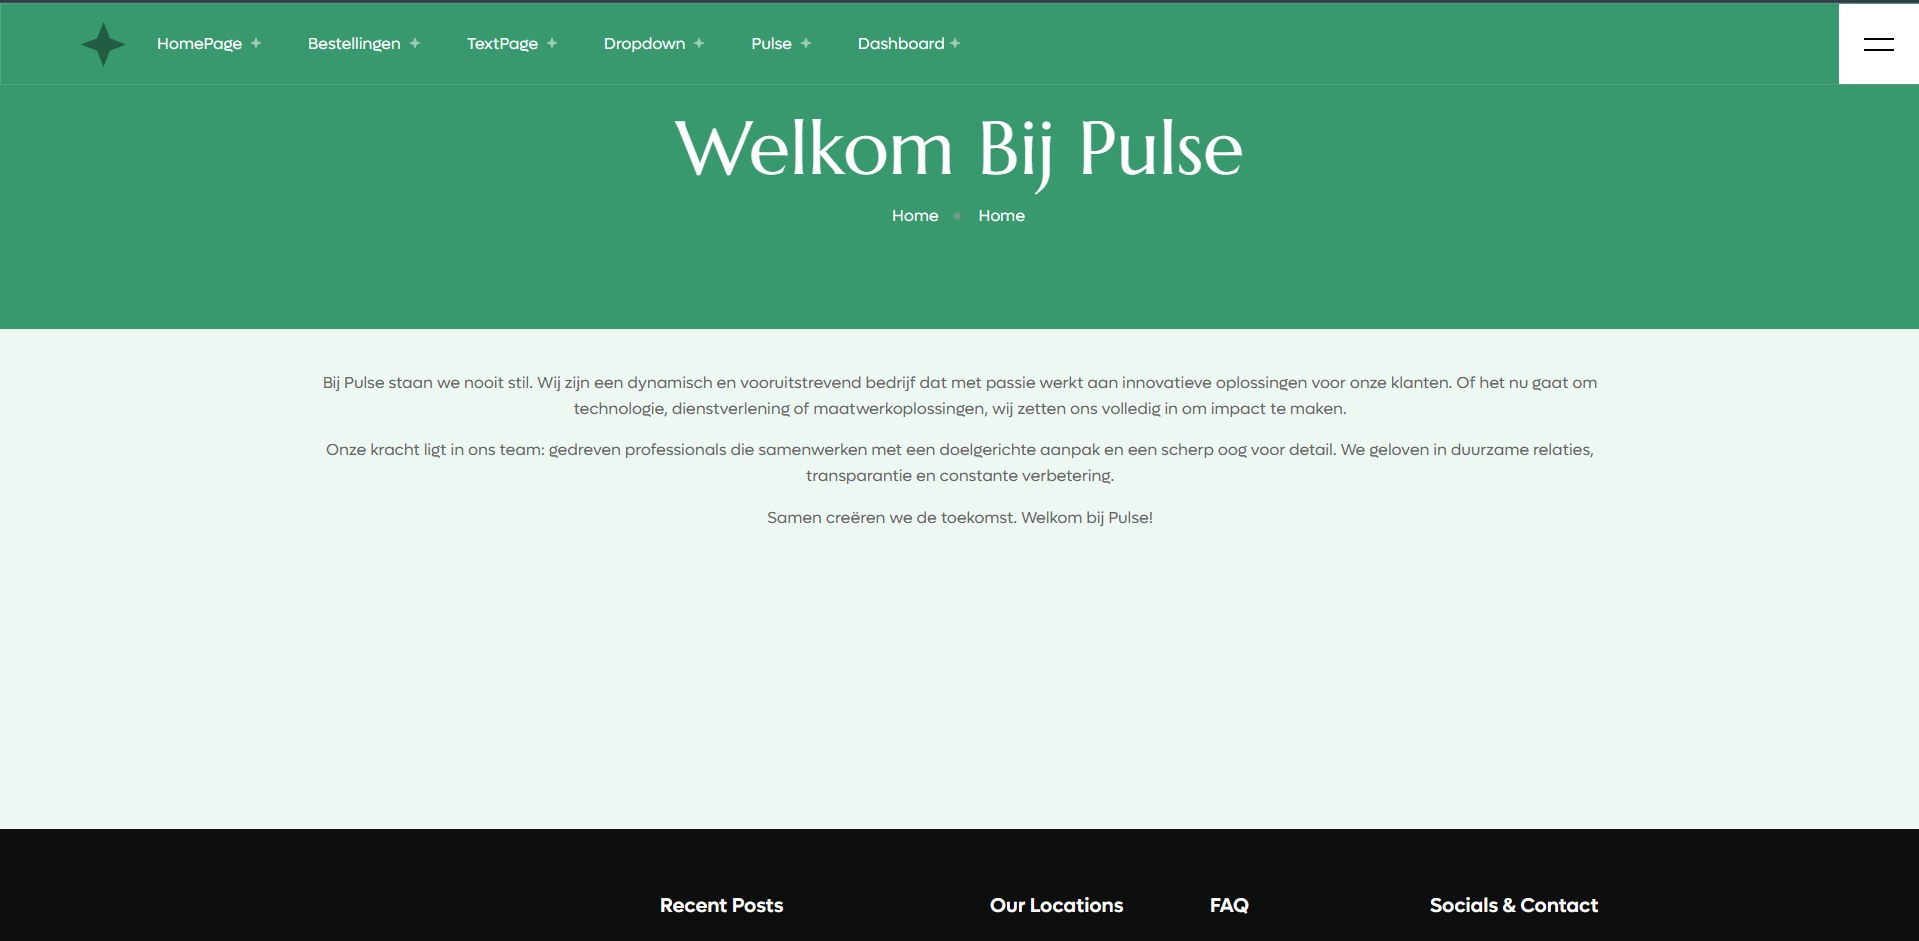 HomePage Bestellingen TextPage Dropdown Pulse Dashboard
Welkom Bij Pulse
Home Home
Bij Pulse staan we nooit stil. Wij zijn een dynamisch en vooruitstrevend bedrijf dat met passie werkt aan innovatieve oplossingen voor onze klanten. Of het nu gaat om
technologie, dienstverlening of maatwerkoplossingen, wij zetten ons volledig in om impact te maken.
Onze kracht ligt in ons team: gedreven professionals die samenwerken met een doelgerichte aanpak en een scherp oog voor detail. We geloven in duurzame relaties,
transparantie en constante verbetering.
Samen creëren we de toekomst. Welkom bij Pulse!
Recent Posts Our Locations FAQ Socials & Contact